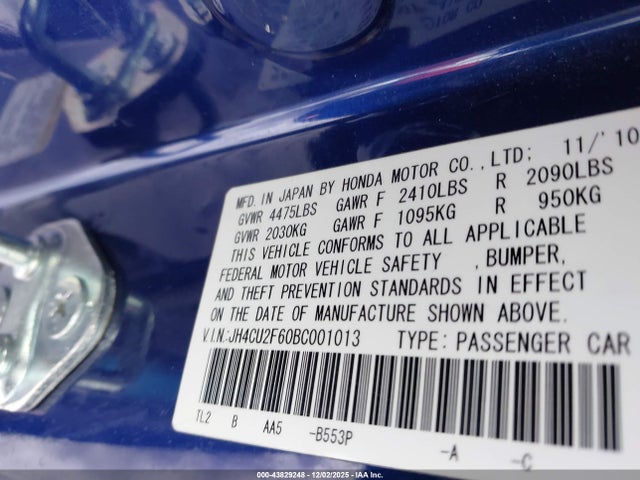 MFD. IN JAPAN BY HONDA MOTOR CO., LTD; 11/'10
GVWR 4475LBS GAWR F 2410LBS R 2090LBS
GVWR 2030KG GAWR F 1095KG R 950KG
THIS VEHICLE CONFORMS TO ALL APPLICABLE
FEDERAL MOTOR VEHICLE SAFETY , BUMPER,
AND THEFT PREVENTION STANDARDS IN EFFECT
ON THE DATE OF MANUFACTURE SHOWN ABOVE.
V.I.N:JH4CU2F60BC001013 TYPE: PASSENGER CAR
TL2 B AA5 -B553P -A -C
000-43829248 - 12/02/2025 - IAA Inc.